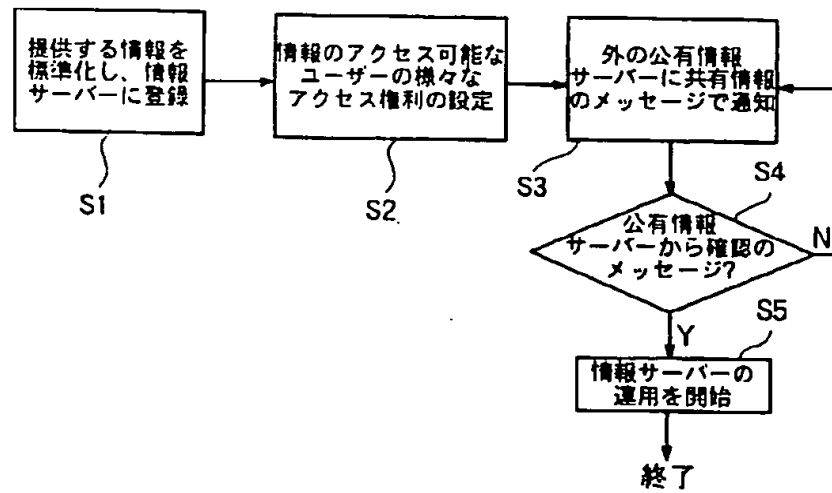 提供する情報を
標準化し、情報
サーバーに登録
S1
情報のアクセス可能な
ユーザーの様々な
アクセス権利の設定
S2
外の公有情報
サーバーに共有情報
のメッセージで通知
S3
S4
公有情報
サーバーから確認の
メッセージ?
N
Y
S5
情報サーバーの
運用を開始
終了